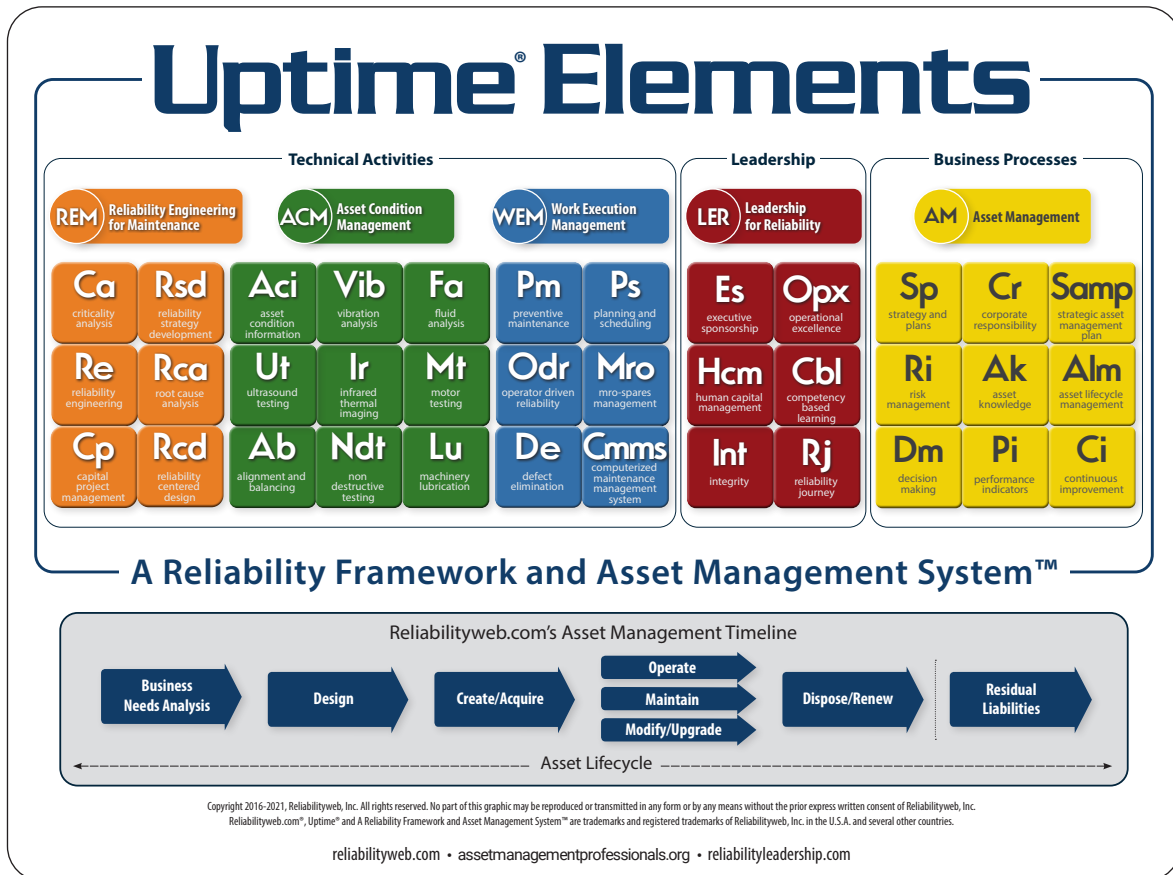 Uptime® Elements
Technical Activities
Leadership
Business Processes
REM
Reliability Engineering
for Maintenance
ACM
Asset Condition
Management
WEM
Work Execution
Management
LER
Leadership
for Reliability
AM
Asset Management
Ca
criticality
analysis
Rsd
reliability
strategy
development
Re
reliability
engineering
Rca
root cause
analysis
Cp
capital
project
management
Rcd
reliability
centered
design
Aci
asset
condition
information
Vib
vibration
analysis
Fa
fluid
analysis
Ut
ultrasound
testing
Ir
infrared
thermal
imaging
Mt
motor
testing
Ab
alignment and
balancing
Ndt
non
destructive
testing
Lu
machinery
lubrication
Pm
preventive
maintenance
Ps
planning and
scheduling
Odr
operator driven
reliability
Mro
mro-spares
management
De
defect
elimination
Cmms
computerized
maintenance
management
system
Es
executive
sponsorship
Opx
operational
excellence
Hcm
human capital
management
Cbl
competency
based
learning
Int
integrity
Rj
reliability
journey
Sp
strategy and
plans
Cr
corporate
responsibility
Samp
strategic asset
management
plan
Ri
risk
management
Ak
asset
knowledge
Alm
asset lifecycle
management
Dm
decision
making
Pi
performance
indicators
Ci
continuous
improvement
A Reliability Framework and Asset Management System™
Reliabilityweb.com's Asset Management Timeline
Business
Needs Analysis
Design
Create/Acquire
Operate
Maintain
Modify/Upgrade
Dispose/Renew
Residual
Liabilities
Asset Lifecycle
Copyright 2016-2021, Reliabilityweb, Inc. All rights reserved. No part of this graphic may be reproduced or transmitted in any form or by any means without the prior express written consent of Reliabilityweb, Inc.
Reliabilityweb.com®, Uptime® and A Reliability Framework and Asset Management System™ are trademarks and registered trademarks of Reliabilityweb, Inc. in the U.S.A. and several other countries.
reliabilityweb.com • assetmanagementprofessionals.org • reliabilityleadership.com